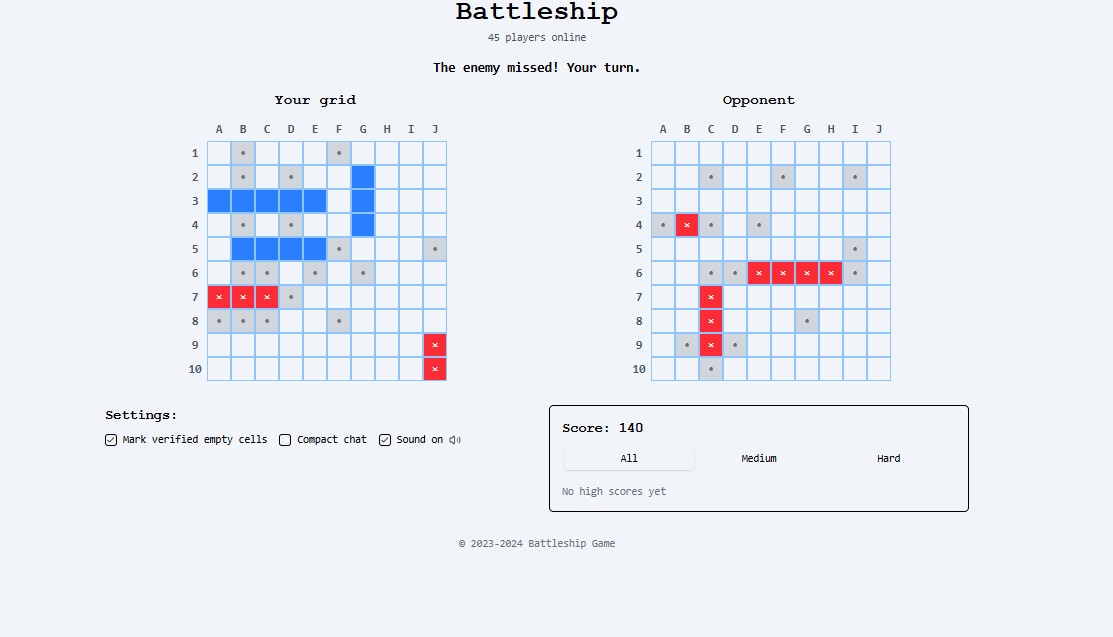 Battleship
45 players online
The enemy missed! Your turn.
Your grid
A B C D E F G H I J
1
2
3
4
5
6
7
8
9
10
Opponent
A B C D E F G H I J
1
2
3
4
5
6
7
8
9
10
Settings:
Mark verified empty cells Compact chat Sound on
Score: 140
All Medium Hard
No high scores yet
© 2023-2024 Battleship Game